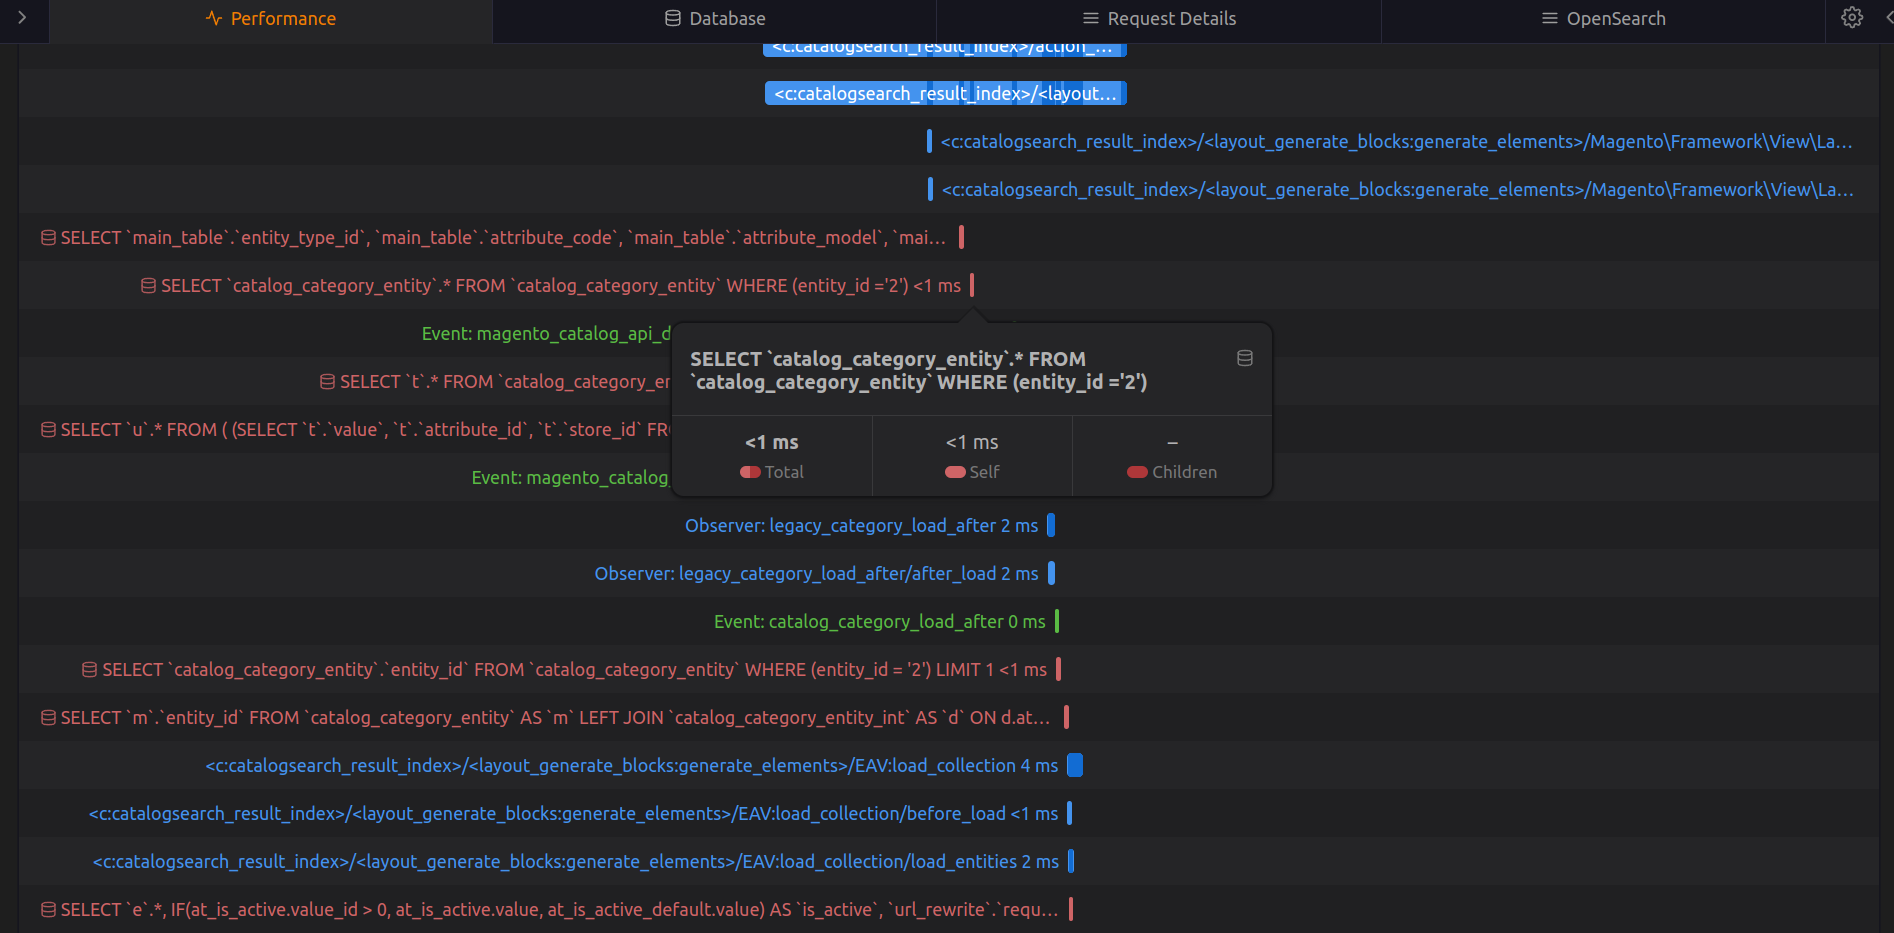 Performance
Database
Request Details
OpenSearch
<c:catalogsearch_result_index>/action_…
<c:catalogsearch_result_index>/<layout…
<c:catalogsearch_result_index>/<layout_generate_blocks:generate_elements>/Magento\Framework\View\La…
<c:catalogsearch_result_index>/<layout_generate_blocks:generate_elements>/Magento\Framework\View\La…
SELECT `main_table`.`entity_type_id`, `main_table`.`attribute_code`, `main_table`.`attribute_model`, `mai…
SELECT `catalog_category_entity`.* FROM `catalog_category_entity` WHERE (entity_id ='2') <1 ms
Event: magento_catalog_api_d
SELECT `catalog_category_entity`.* FROM
`catalog_category_entity` WHERE (entity_id ='2')
<1 ms
Total
<1 ms
Self
–
Children
SELECT `t`.* FROM `catalog_category_en
SELECT `u`.* FROM ( (SELECT `t`.`value`, `t`.`attribute_id`, `t`.`store_id` FR
Event: magento_catalog_
Observer: legacy_category_load_after 2 ms
Observer: legacy_category_load_after/after_load 2 ms
Event: catalog_category_load_after 0 ms
SELECT `catalog_category_entity`.`entity_id` FROM `catalog_category_entity` WHERE (entity_id = '2') LIMIT 1 <1 ms
SELECT `m`.`entity_id` FROM `catalog_category_entity` AS `m` LEFT JOIN `catalog_category_entity_int` AS `d` ON d.at…
<c:catalogsearch_result_index>/<layout_generate_blocks:generate_elements>/EAV:load_collection 4 ms
<c:catalogsearch_result_index>/<layout_generate_blocks:generate_elements>/EAV:load_collection/before_load <1 ms
<c:catalogsearch_result_index>/<layout_generate_blocks:generate_elements>/EAV:load_collection/load_entities 2 ms
SELECT `e`.*, IF(at_is_active.value_id > 0, at_is_active.value, at_is_active_default.value) AS `is_active`, `url_rewrite`.`requ…